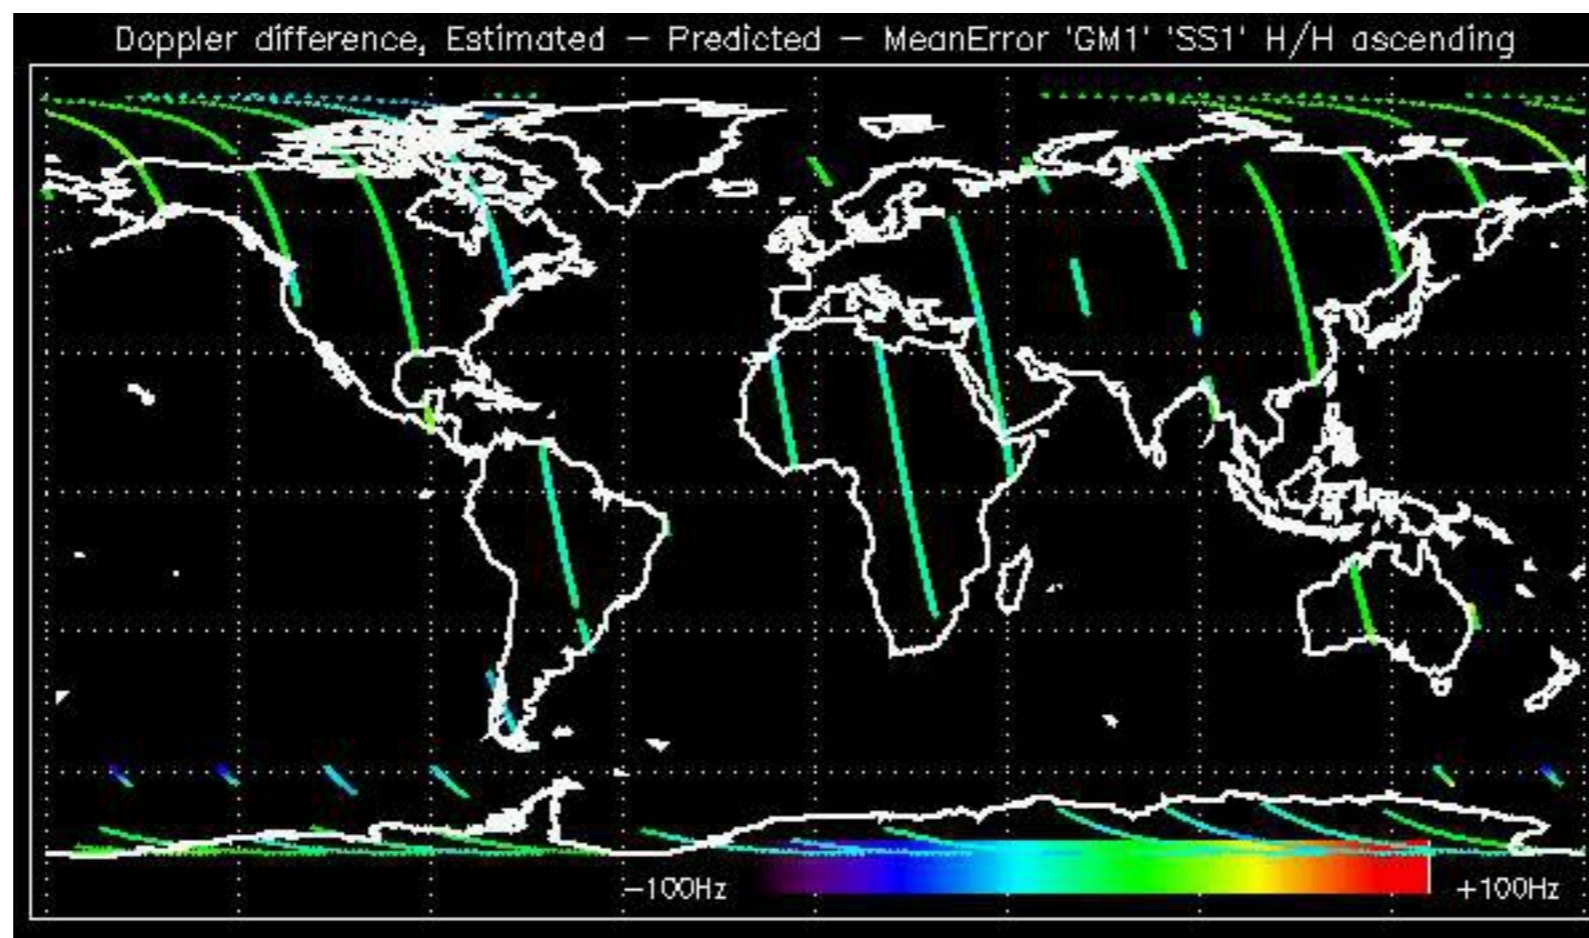 Doppler difference, Estimated – Predicted – MeanError 'GM1' 'SS1' H/H ascending
–100Hz
+100Hz